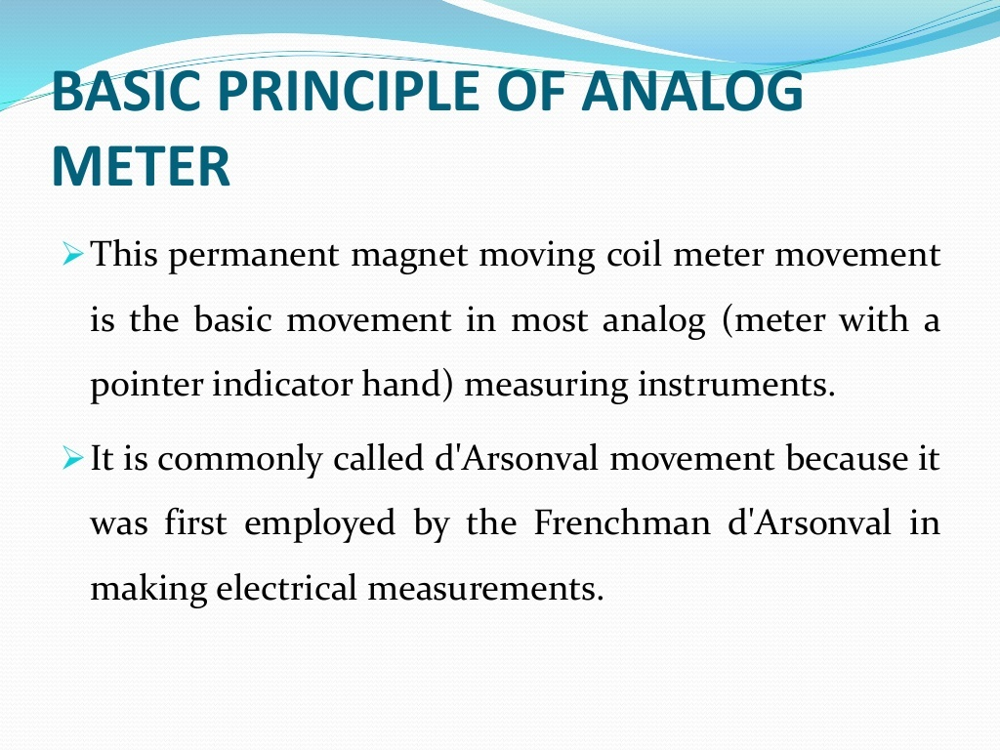 BASIC PRINCIPLE OF ANALOG
METER
This permanent magnet moving coil meter movement
is the basic movement in most analog (meter with a
pointer indicator hand) measuring instruments.
It is commonly called d'Arsonval movement because it
was first employed by the Frenchman d'Arsonval in
making electrical measurements.